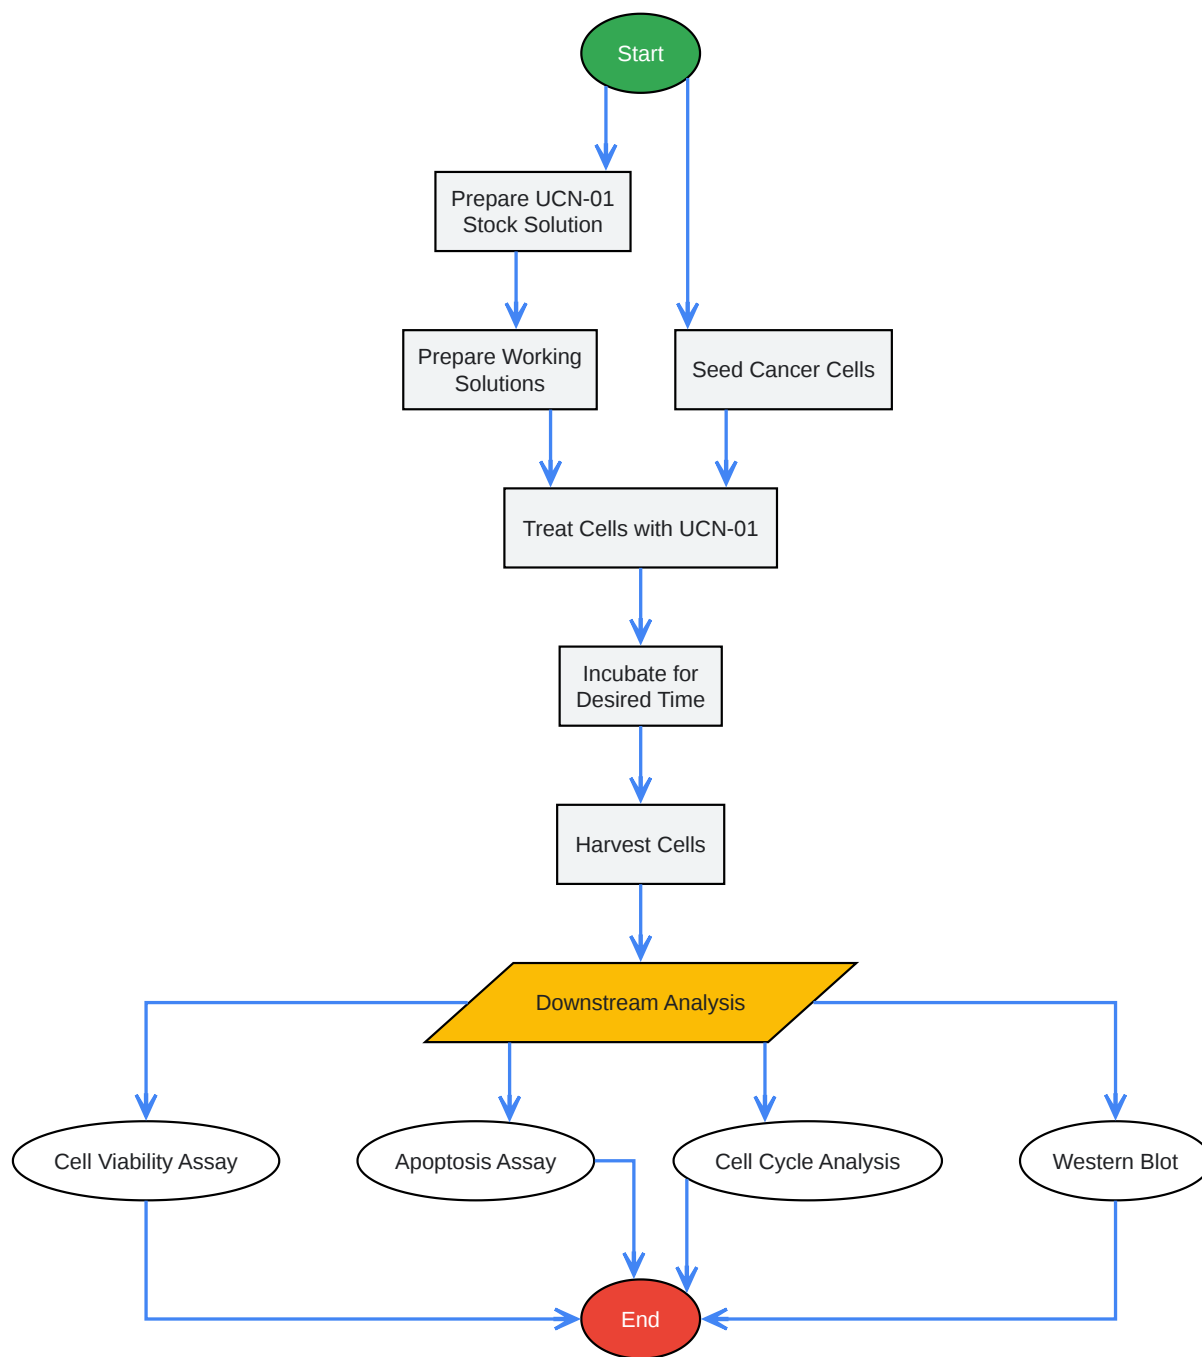 Start
Prepare UCN-01
Stock Solution
Prepare Working
Solutions
Seed Cancer Cells
Treat Cells with UCN-01
Incubate for
Desired Time
Harvest Cells
Downstream Analysis
Cell Viability Assay
Apoptosis Assay
Cell Cycle Analysis
Western Blot
End